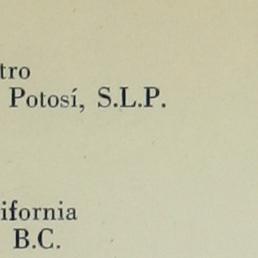 tro
Potosí, S.L.P.
ifornia
B.C.